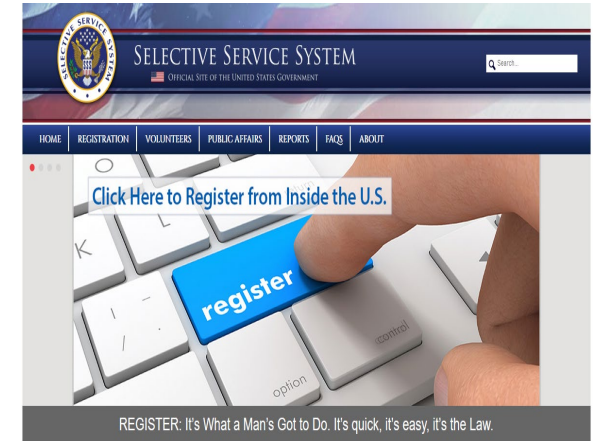 SELECTIVE SERVICE SYSTEM
SELECTIVE SERVICE SYSTEM
OFFICIAL SITE OF THE UNITED STATES GOVERNMENT
Search...
HOME REGISTRATION VOLUNTEERS PUBLIC AFFAIRS REPORTS FAQS ABOUT
Click Here to Register from Inside the U.S.
O
K
L
register
control
option
REGISTER: It's What a Man's Got to Do. It's quick, it's easy, it's the Law.